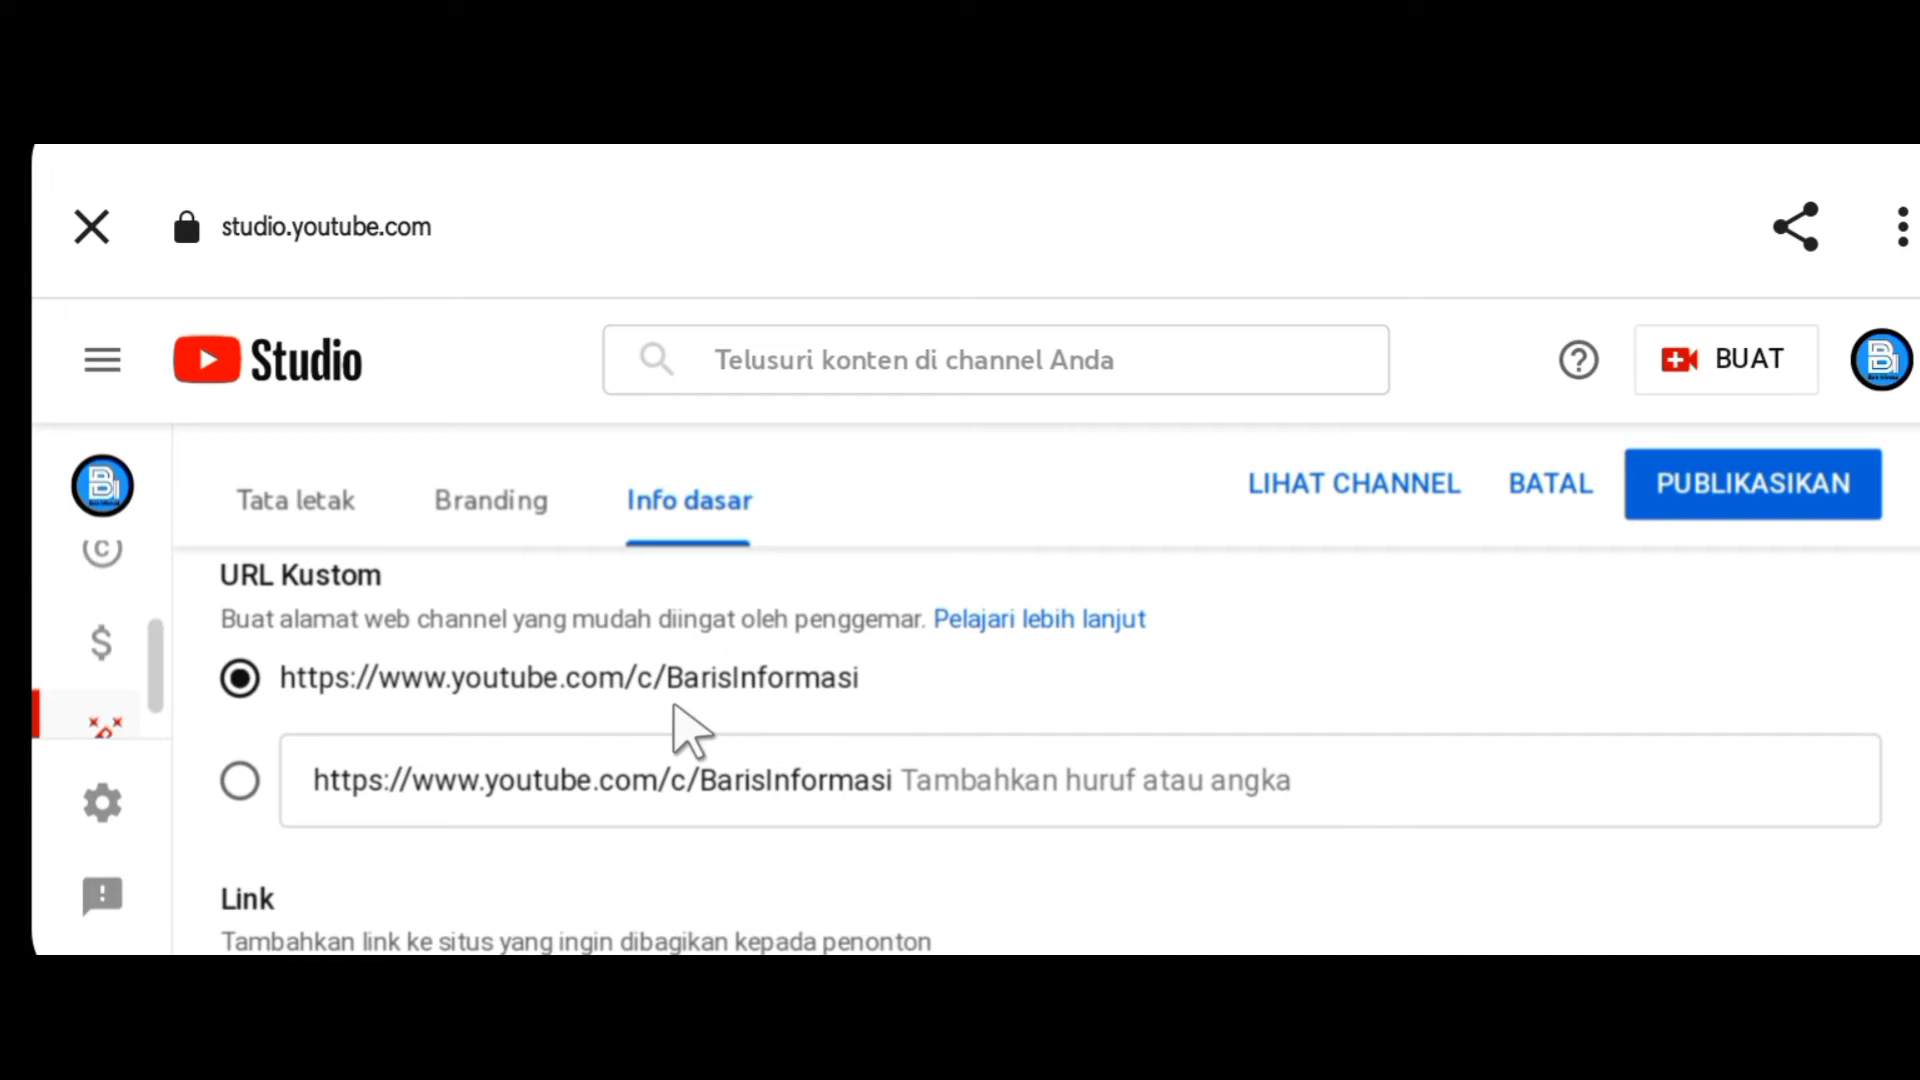 studio.youtube.com
Studio
Telusuri konten di channel Anda
BUAT
Tata letak
Branding
Info dasar
LIHAT CHANNEL
BATAL
PUBLIKASIKAN
URL Kustom
Buat alamat web channel yang mudah diingat oleh penggemar. Pelajari lebih lanjut
https://www.youtube.com/c/BarisInformasi
https://www.youtube.com/c/BarisInformasi Tambahkan huruf atau angka
Link
Tambahkan link ke situs yang ingin dibagikan kepada penonton